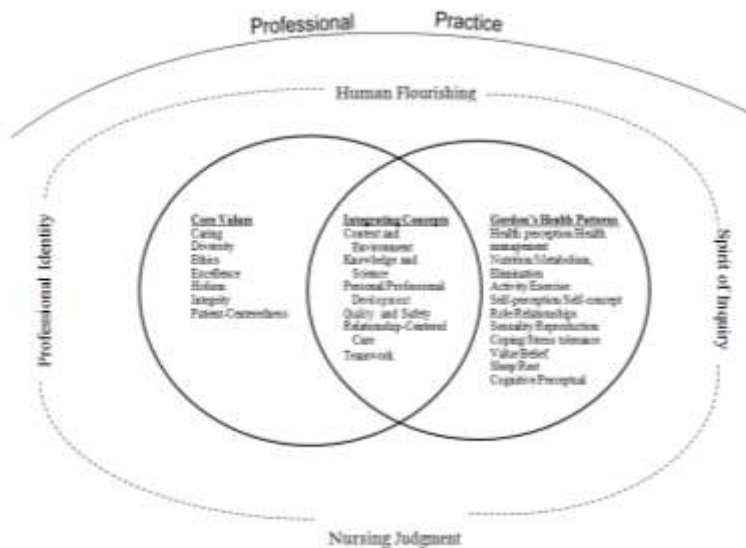 Professional Practice
Human Flourishing
Professional Identity
Core Values
Caring
Diversity
Ethics
Excellence
Holism
Integrity
Patient-Centeredness
Integrating Concepts
Context and
Environment
Knowledge and
Science
Personal/Professional
Development
Quality and Safety
Relationship-Centered
Care
Teamwork
Gordon's Health Patterns
Health perception/Health
management
Nutrition/Metabolism,
Elimination
Activity/Exercise
Self-perception/Self-concept
Role/Relationships
Sexuality/Reproduction
Coping/Stress tolerance
Value/Belief
Sleep/Rest
Cognitive/Perceptual
Spirit of Inquiry
Nursing Judgment